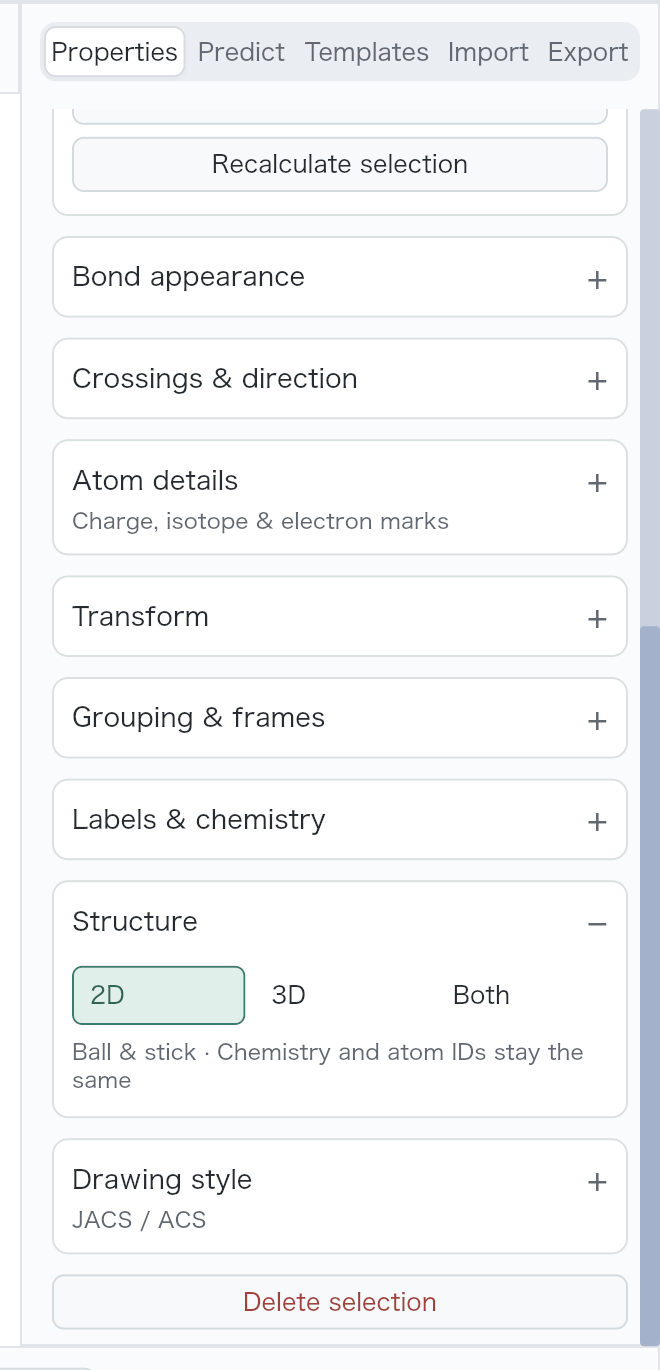 Properties Predict Templates Import Export
Recalculate selection
Bond appearance +
Crossings & direction +
Atom details +
Charge, isotope & electron marks
Transform +
Grouping & frames +
Labels & chemistry +
Structure −
2D 3D Both
Ball & stick · Chemistry and atom IDs stay the
same
Drawing style +
JACS / ACS
Delete selection